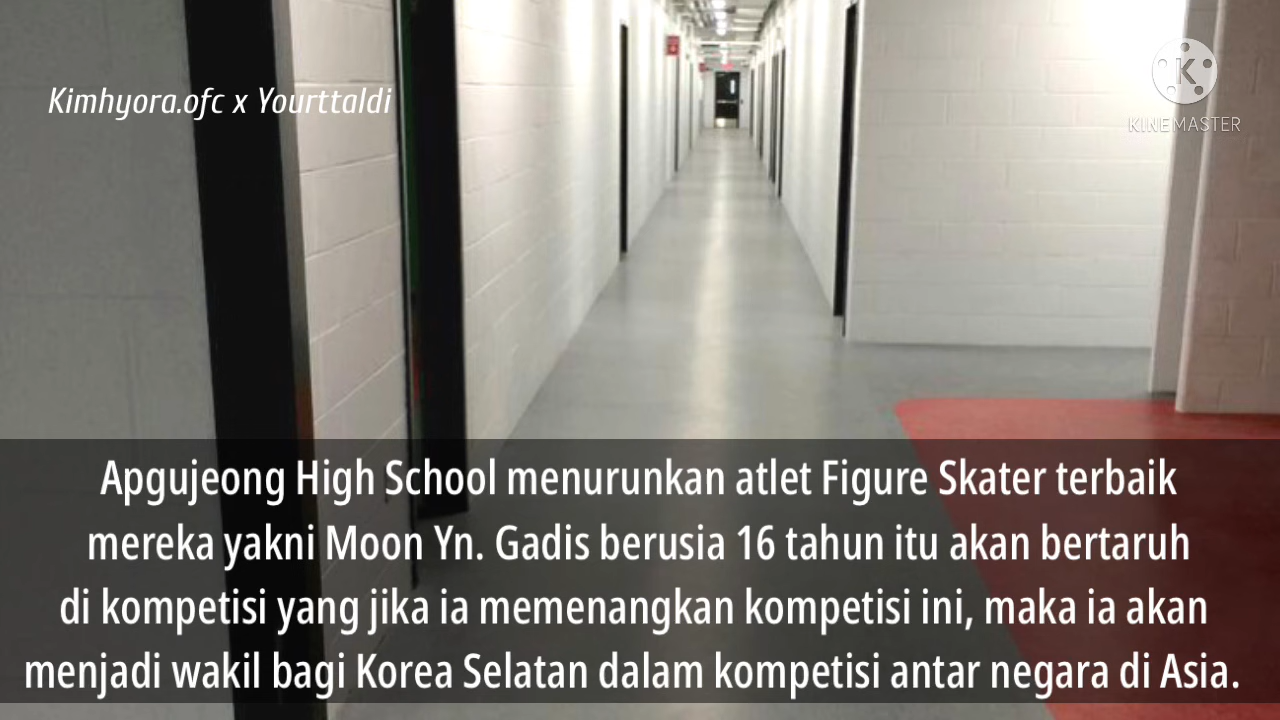 Kimhyora.ofc x Yourttaldi
K
KINEMASTER
Apgujeong High School menurunkan atlet Figure Skater terbaik
mereka yakni Moon Yn. Gadis berusia 16 tahun itu akan bertaruh
di kompetisi yang jika ia memenangkan kompetisi ini, maka ia akan
menjadi wakil bagi Korea Selatan dalam kompetisi antar negara di Asia.